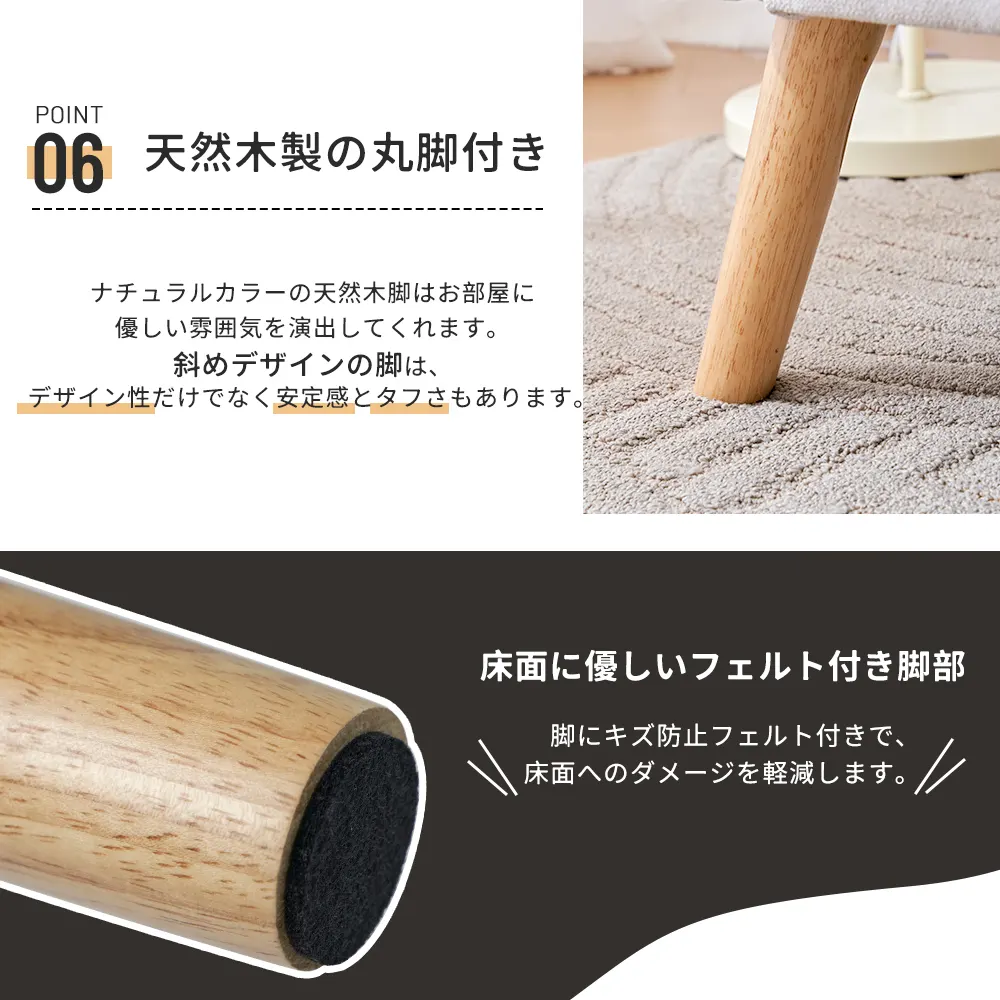 POINT
06
天然木製の丸脚付き
ナチュラルカラーの天然木脚はお部屋に
優しい雰囲気を演出してくれます。
斜めデザインの脚は、
デザイン性だけでなく安定感とタフさもあります。
床面に優しいフェルト付き脚部
脚にキズ防止フェルト付きで、
床面へのダメージを軽減します。